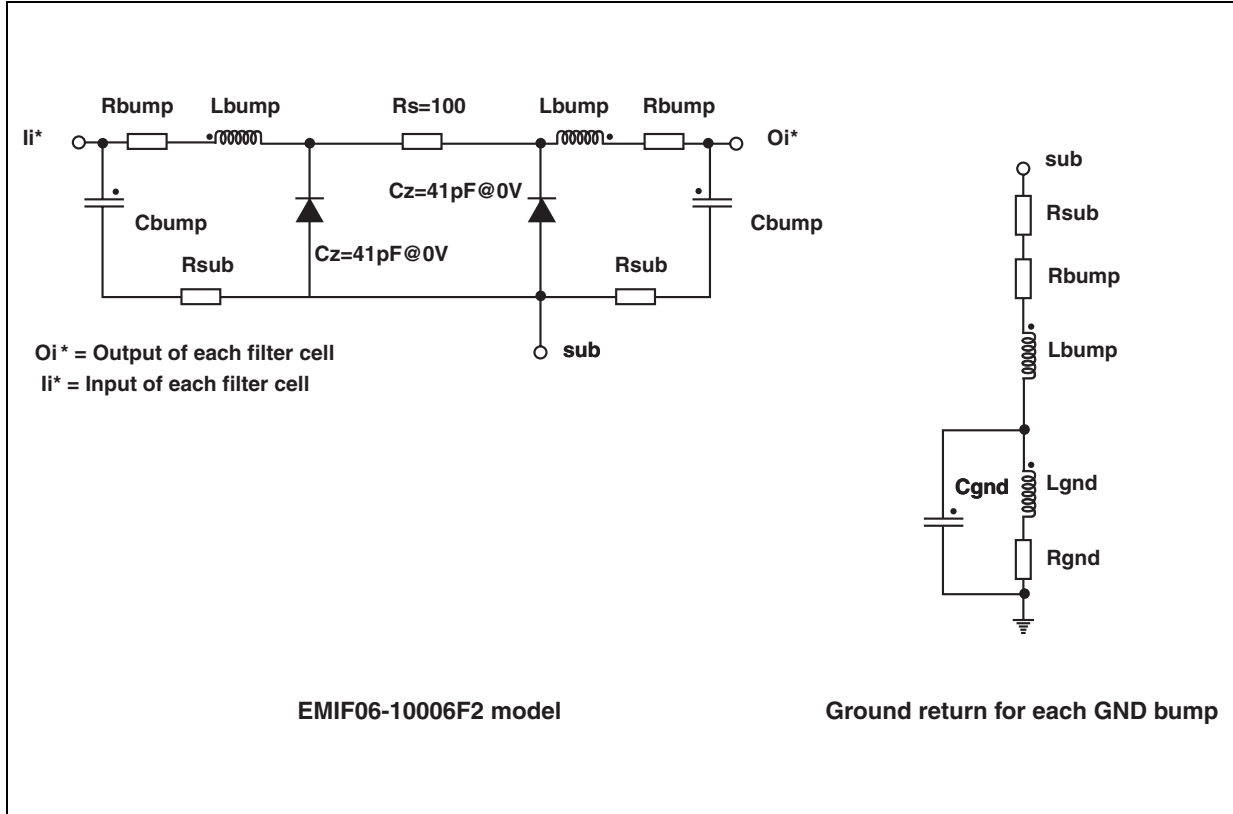 Rbump Lbump Rs=100 Lbump Rbump
Ii* Oi*
Cz=41pF@0V
Cbump Cbump
Cz=41pF@0V
Rsub Rsub
sub
Oi* = Output of each filter cell
Ii* = Input of each filter cell
sub
Rsub
Rbump
Lbump
Cgnd Lgnd
Rgnd
EMIF06-10006F2 model
Ground return for each GND bump